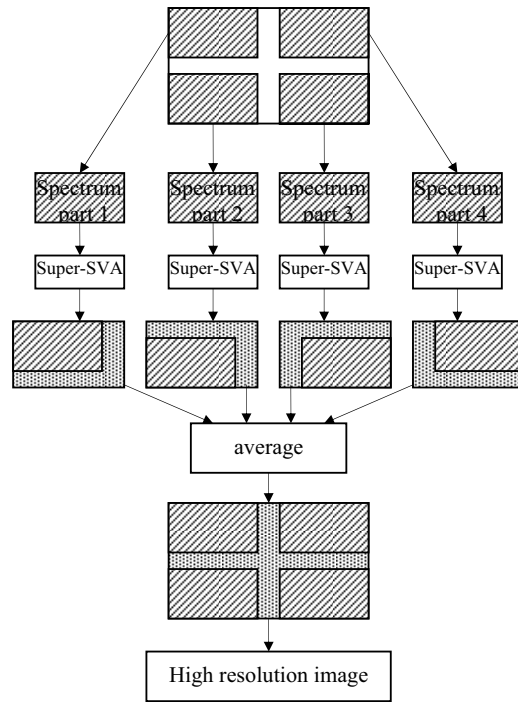 Spectrum
part 1
Spectrum
part 2
Spectrum
part 3
Spectrum
part 4
Super-SVA
Super-SVA
Super-SVA
Super-SVA
average
High resolution image